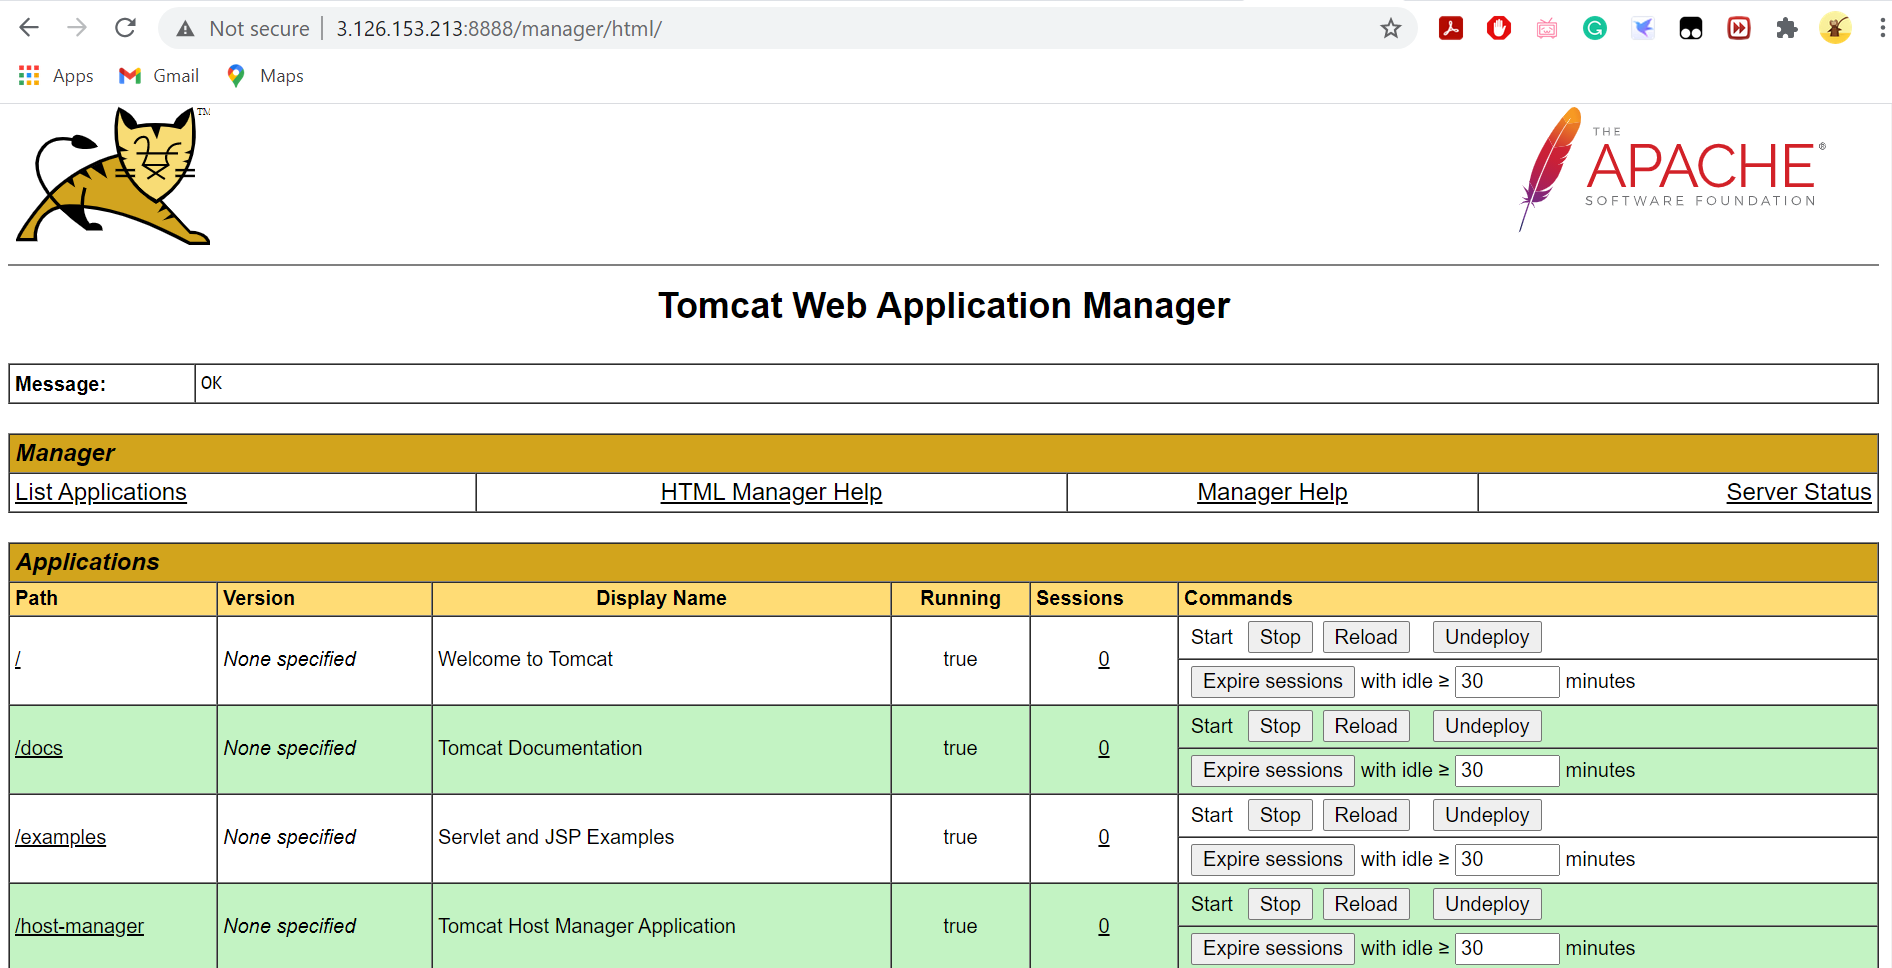 Not secure | 3.126.153.213:8888/manager/html/
Apps Gmail Maps
TM
THE
APACHE®
SOFTWARE FOUNDATION
Tomcat Web Application Manager
Message: OK
Manager
List Applications HTML Manager Help Manager Help Server Status
Applications
Path Version Display Name Running Sessions Commands
/ None specified Welcome to Tomcat true 0 Start Stop Reload Undeploy
Expire sessions with idle ≥ 30 minutes
/docs None specified Tomcat Documentation true 0 Start Stop Reload Undeploy
Expire sessions with idle ≥ 30 minutes
/examples None specified Servlet and JSP Examples true 0 Start Stop Reload Undeploy
Expire sessions with idle ≥ 30 minutes
/host-manager None specified Tomcat Host Manager Application true 0 Start Stop Reload Undeploy
Expire sessions with idle ≥ 30 minutes